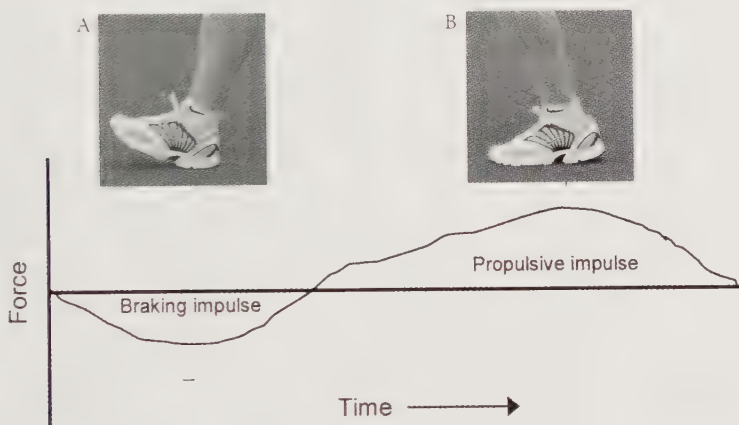 A
B
Force
Propulsive impulse
Braking impulse
Time